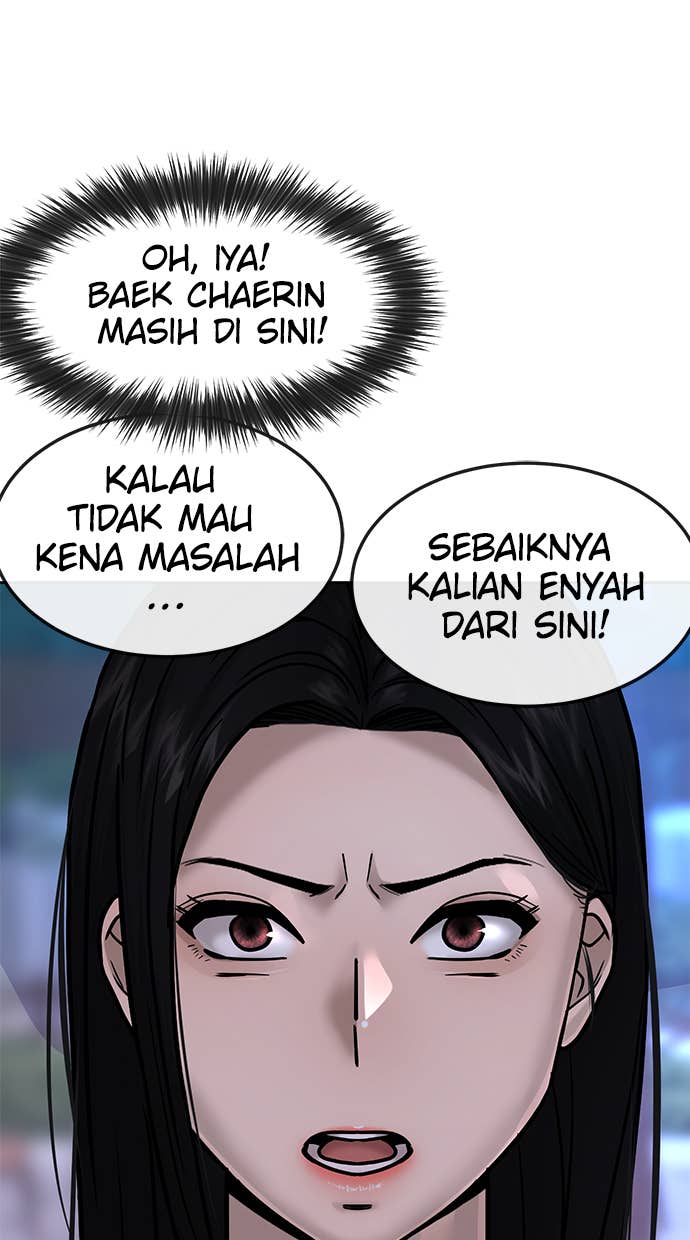 OH, IYA!
BAEK CHAERIN
MASIH DI SINI!
KALAU
TIDAK MAU
KENA MASALAH
...
SEBAIKNYA
KALIAN ENYAH
DARI SINI!